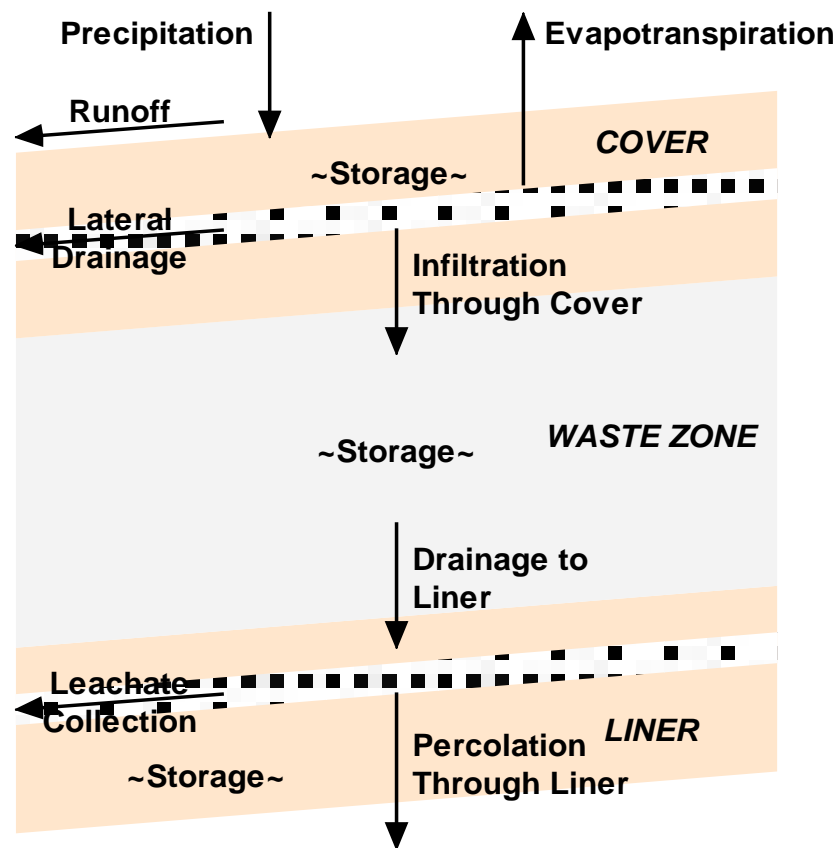 Precipitation
Evapotranspiration
Runoff
COVER
~Storage~
Lateral
Drainage
Infiltration
Through Cover
WASTE ZONE
~Storage~
Drainage to
Liner
Leachate
Collection
LINER
Percolation
Through Liner
~Storage~